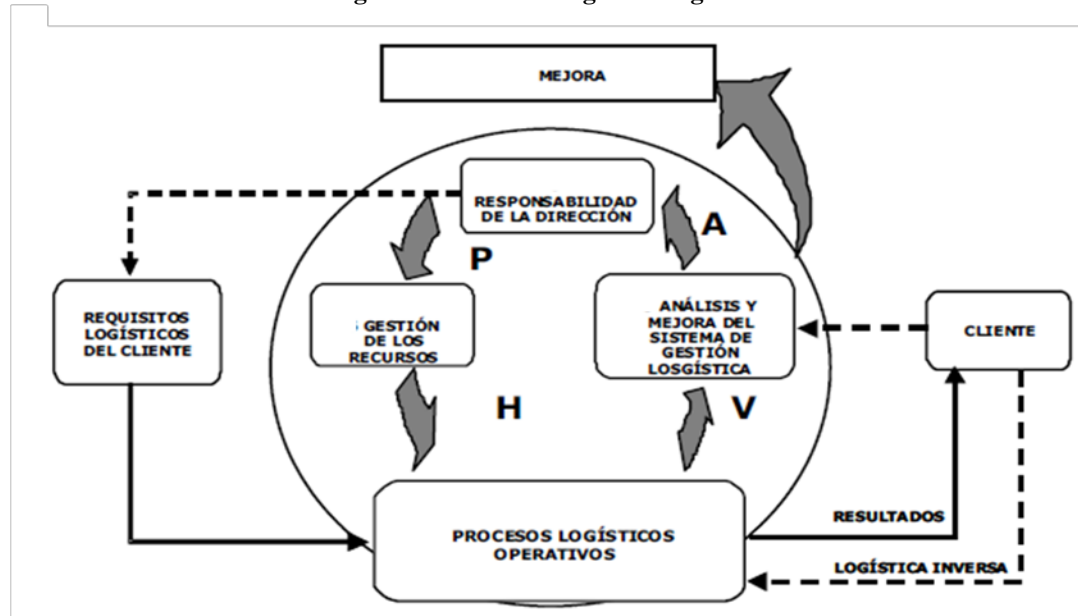 MEJORA
RESPONSABILIDAD
DE LA DIRECCIÓN
A
P
REQUISITOS
LOGÍSTICOS
DEL CLIENTE
GESTIÓN
DE LOS
RECURSOS
ANÁLISIS Y
MEJORA DEL
SISTEMA DE
GESTIÓN
LOSGÍSTICA
CLIENTE
H
V
PROCESOS LOGÍSTICOS
OPERATIVOS
RESULTADOS
LOGÍSTICA INVERSA